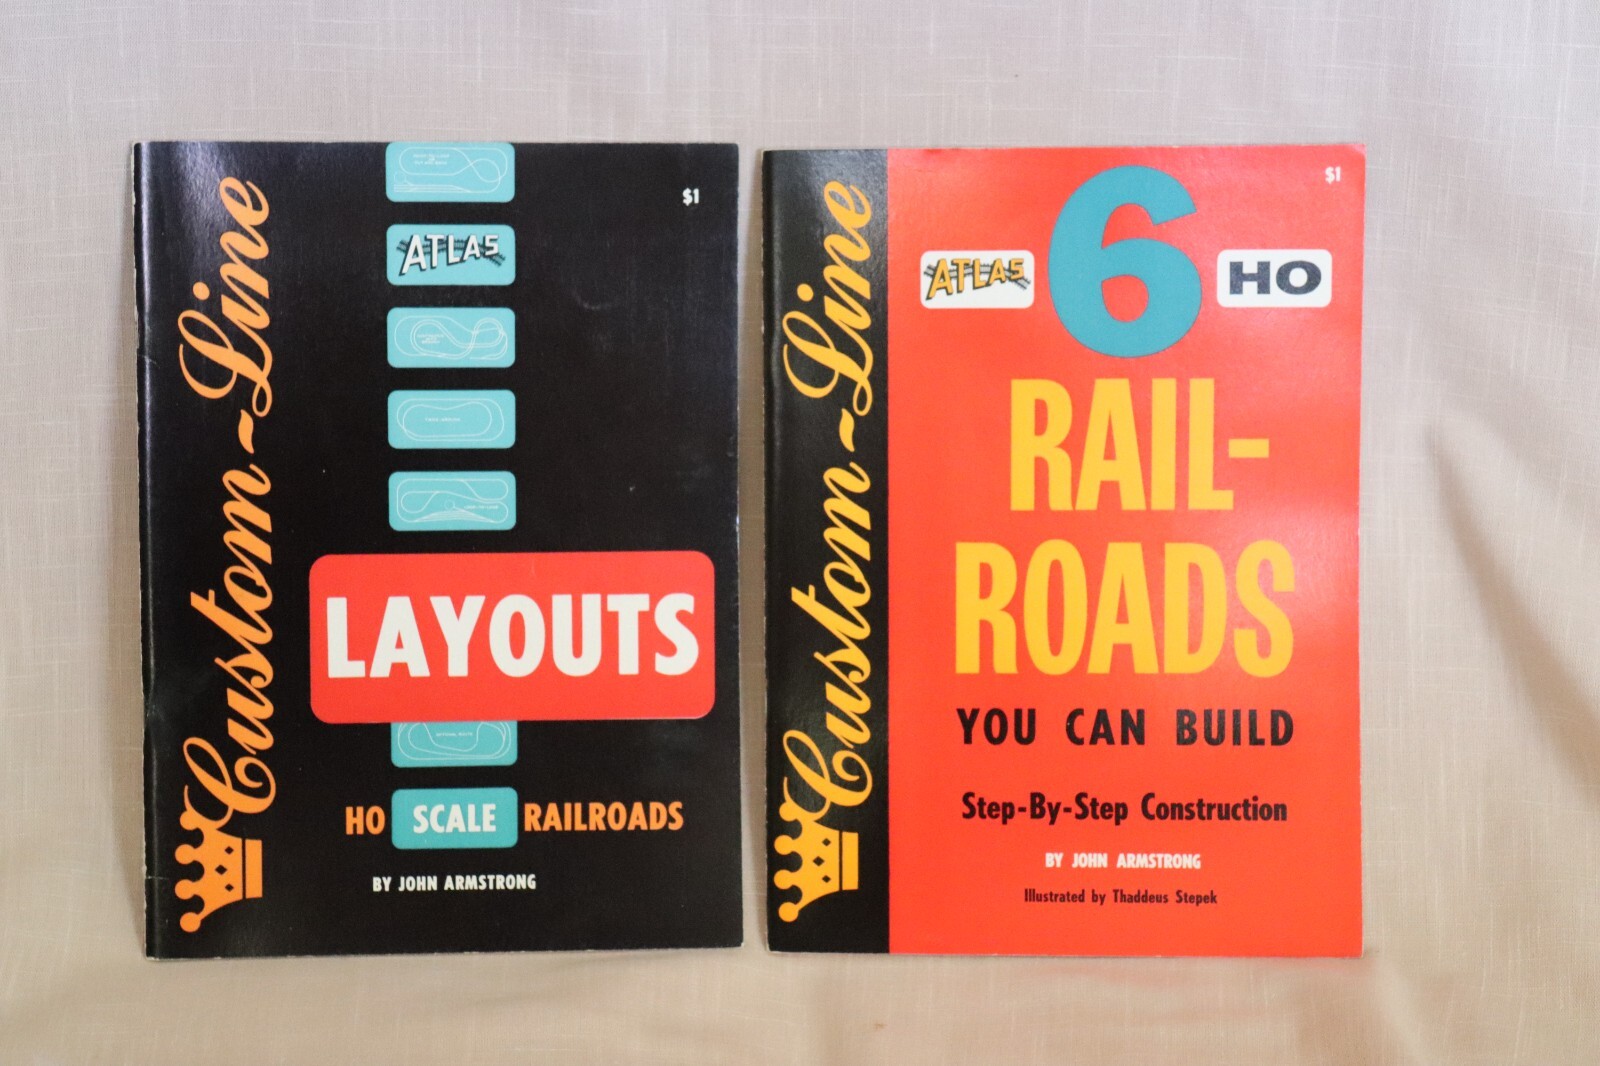 Custom-Line
$1
ATLAS
LAYOUTS
HO SCALE RAILROADS
BY JOHN ARMSTRONG
Custom-Line
$1
ATLAS
6
HO
RAIL-
ROADS
YOU CAN BUILD
Step-By-Step Construction
BY JOHN ARMSTRONG
Illustrated by Thaddeus Stepek